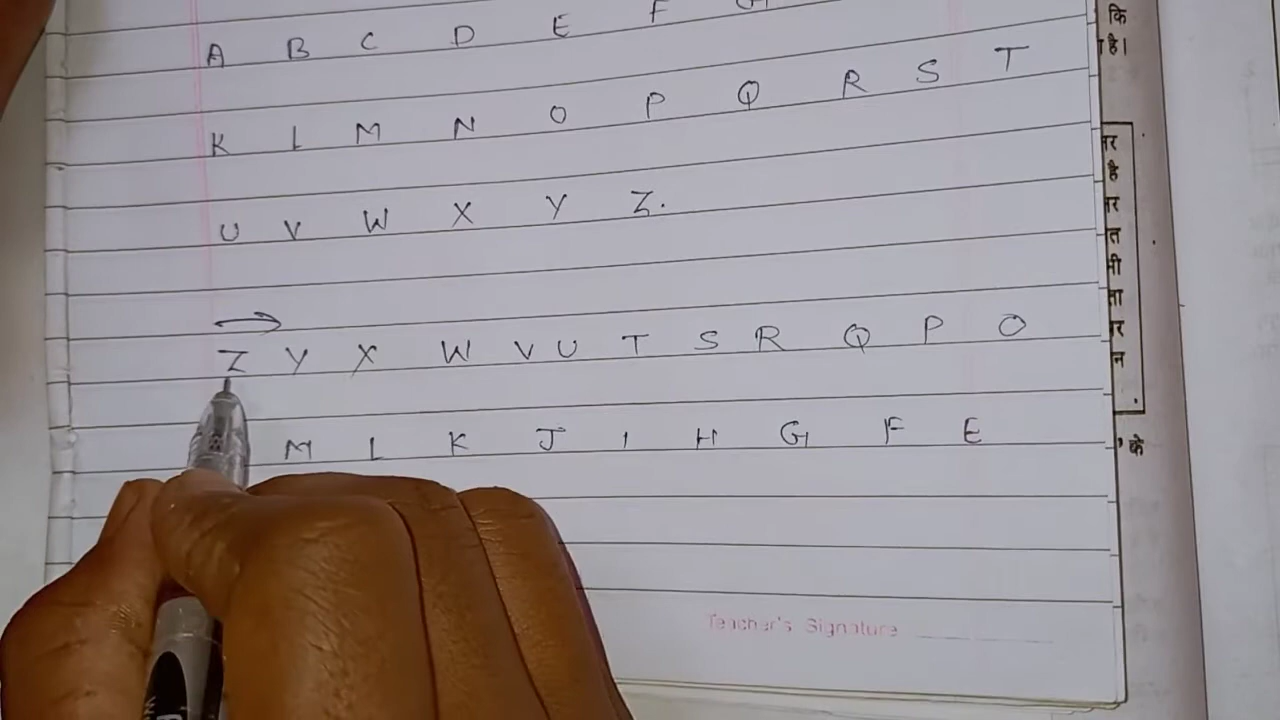 A B C D E F G
K L M N O P Q R S T
U V W X Y Z.
Z Y X W V U T S R Q P O
M L K J I H G F E
Teacher's Signature
कि
है।
र
है
र
त
भी
ता
र
न
के